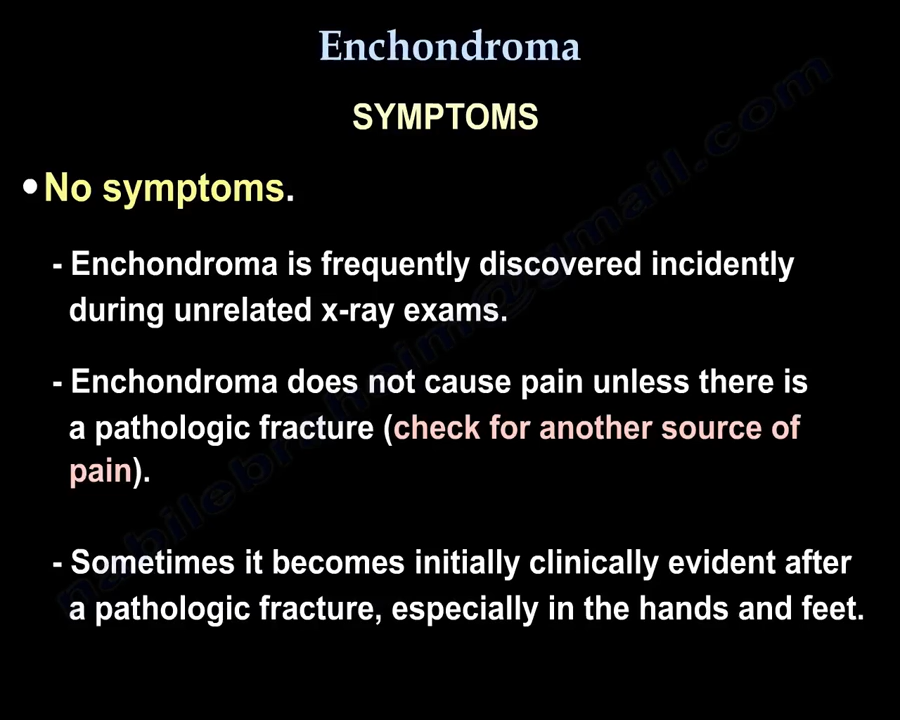 Enchondroma
SYMPTOMS
•No symptoms.
- Enchondroma is frequently discovered incidently
during unrelated x-ray exams.
- Enchondroma does not cause pain unless there is
a pathologic fracture (check for another source of
pain).
- Sometimes it becomes initially clinically evident after
a pathologic fracture, especially in the hands and feet.